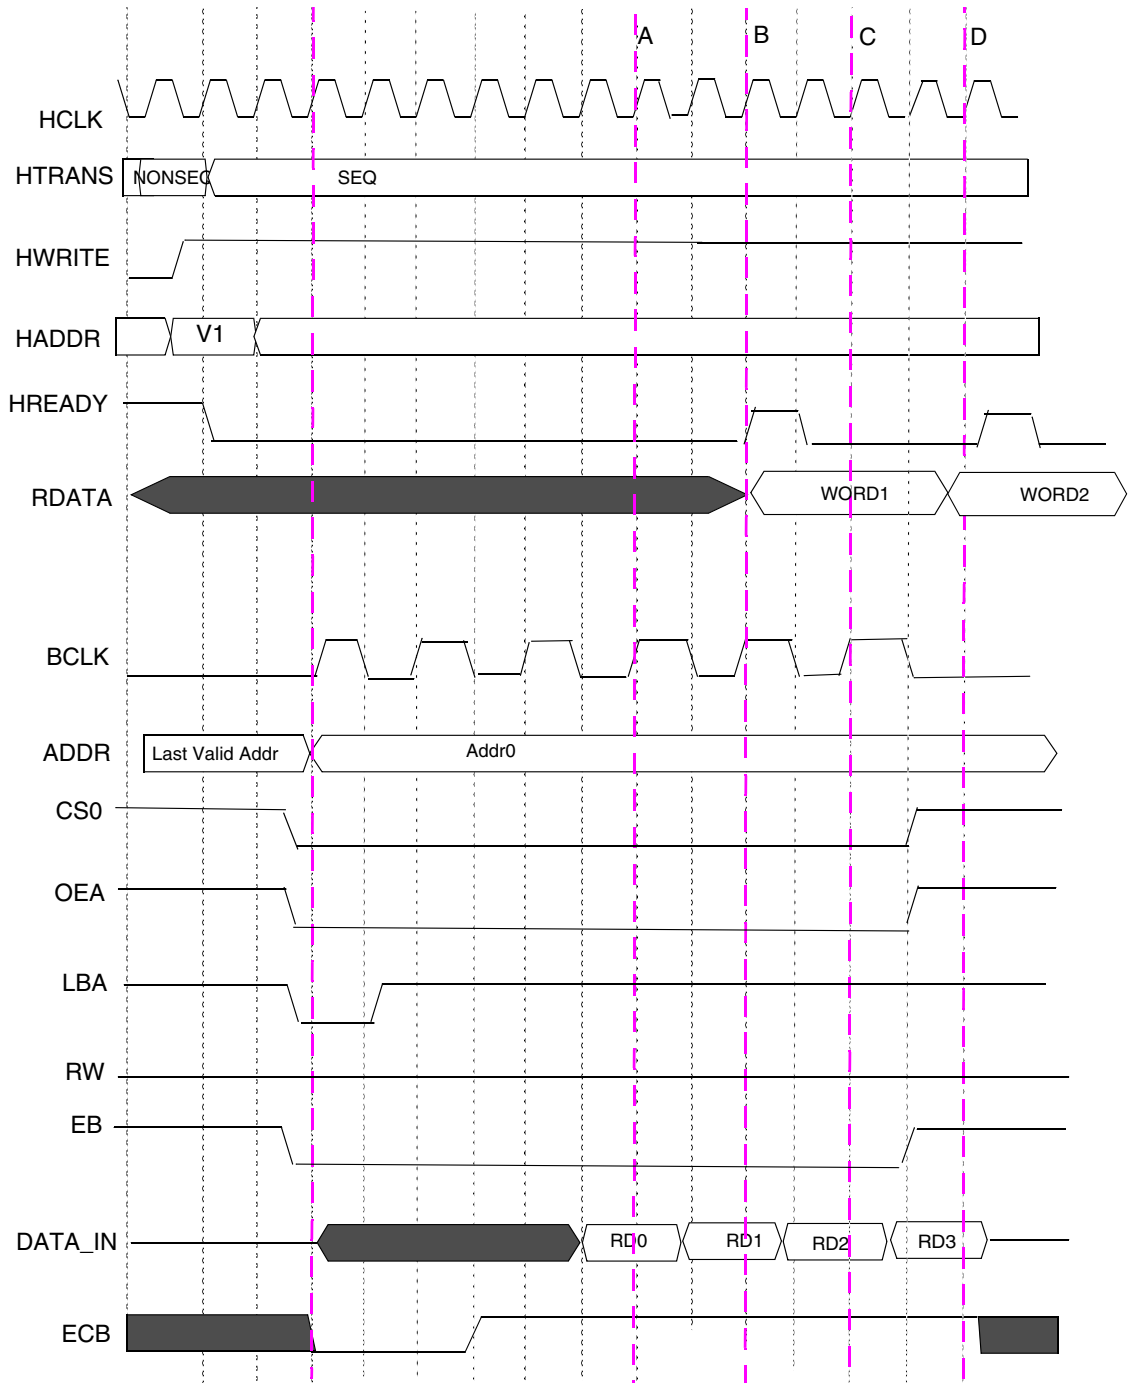 A B C D
HCLK
HTRANS NONSEQ SEQ
HWRITE
HADDR V1
HREADY
RDATA WORD1 WORD2
BCLK
ADDR Last Valid Addr Addr0
CS0
OEA
LBA
RW
EB
DATA_IN RD0 RD1 RD2 RD3
ECB